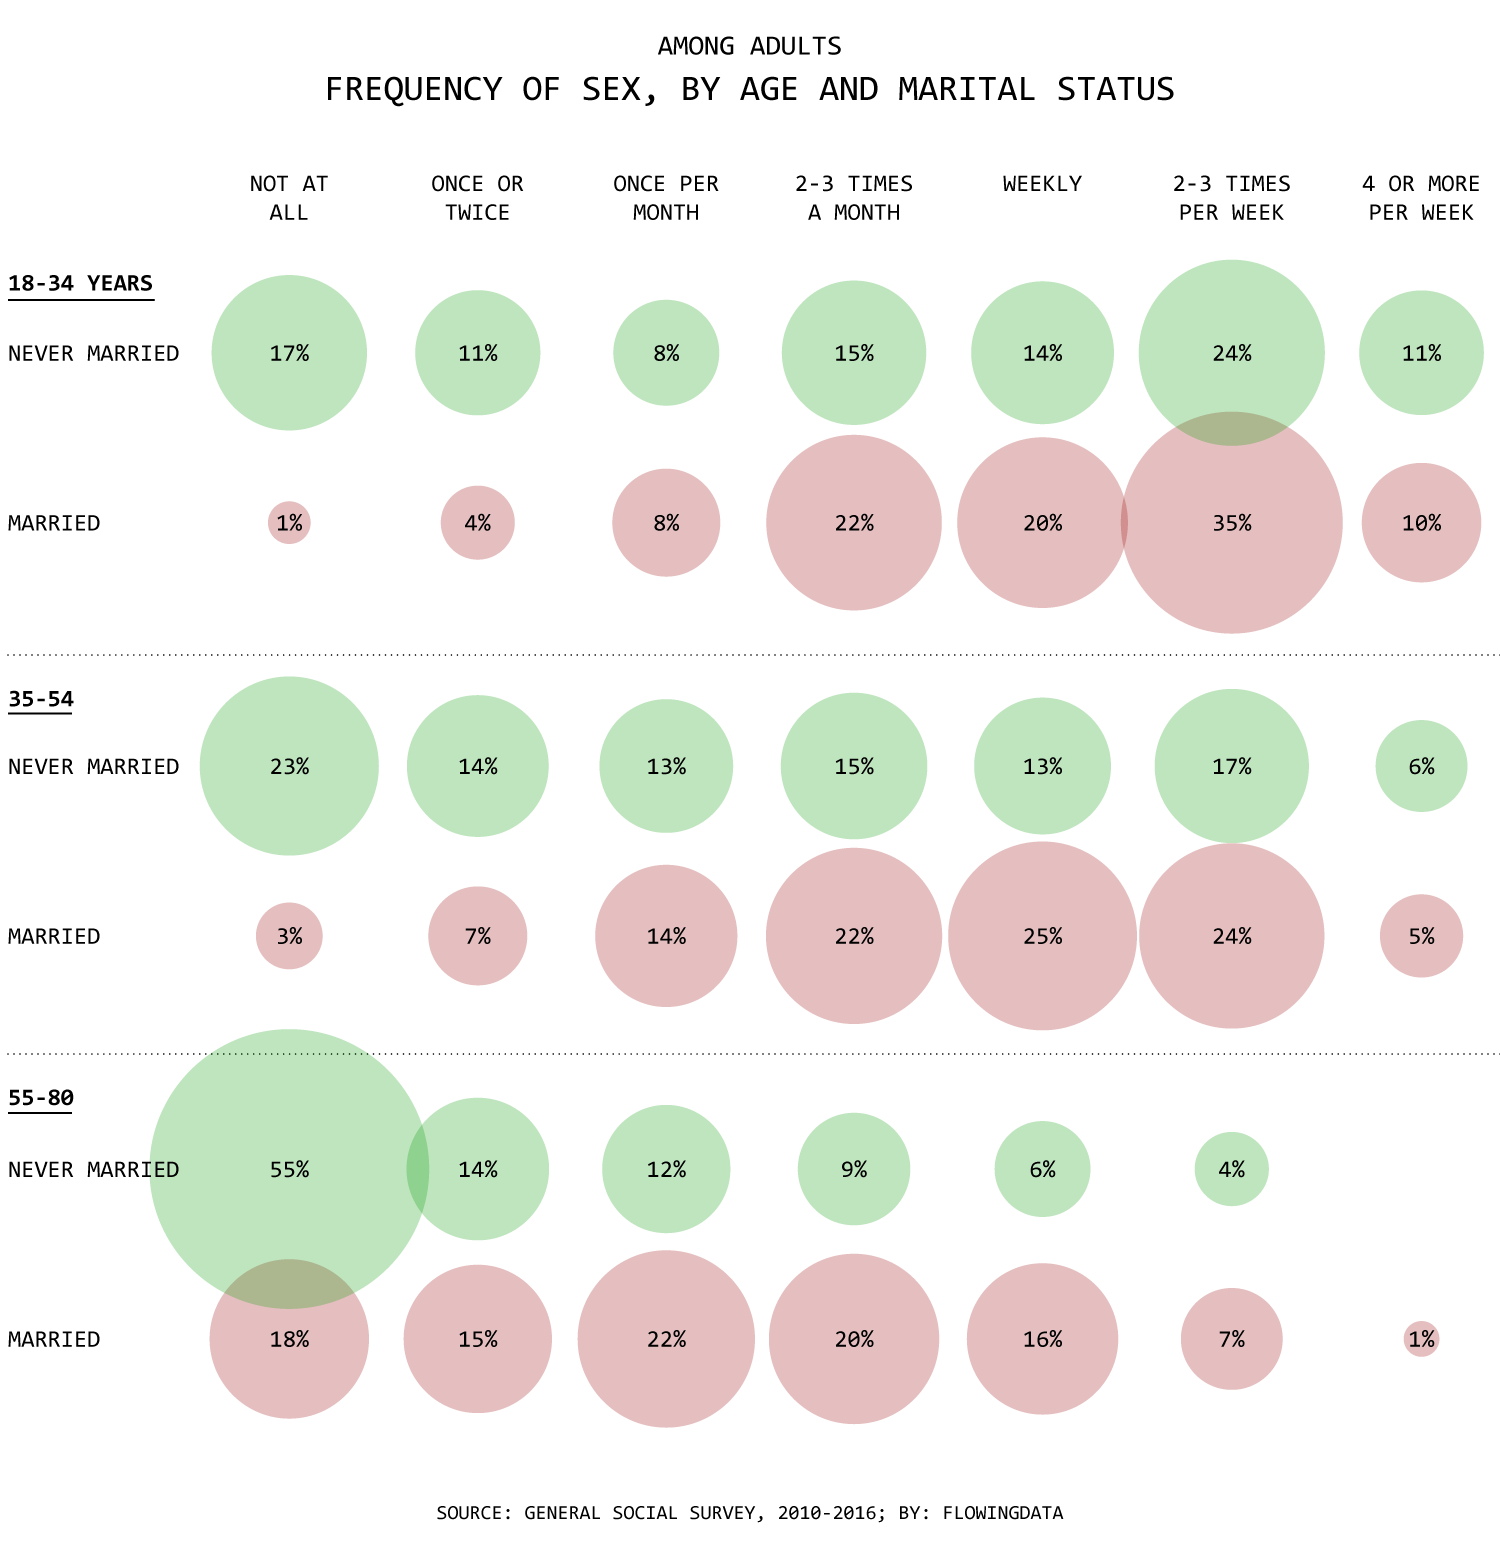 AMONG ADULTS
FREQUENCY OF SEX, BY AGE AND MARITAL STATUS
NOT AT ALL
ONCE OR TWICE
ONCE PER MONTH
2-3 TIMES A MONTH
WEEKLY
2-3 TIMES PER WEEK
4 OR MORE PER WEEK
18-34 YEARS
NEVER MARRIED 17% 11% 8% 15% 14% 24% 11%
MARRIED 1% 4% 8% 22% 20% 35% 10%
35-54
NEVER MARRIED 23% 14% 13% 15% 13% 17% 6%
MARRIED 3% 7% 14% 22% 25% 24% 5%
55-80
NEVER MARRIED 55% 14% 12% 9% 6% 4%
MARRIED 18% 15% 22% 20% 16% 7% 1%
SOURCE: GENERAL SOCIAL SURVEY, 2010-2016; BY: FLOWINGDATA